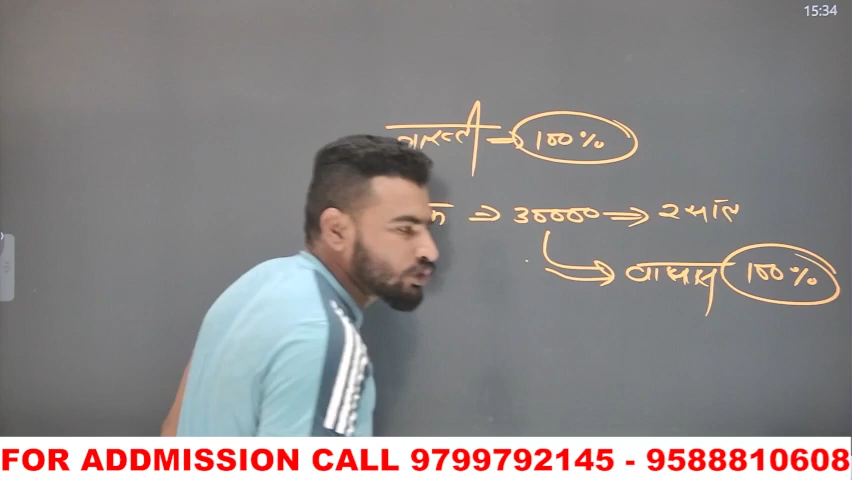 15:34
गारन्टी → 100%
⇒ 30000 ⇒ 2 साल
वापस 100%
FOR ADDMISSION CALL 9799792145 - 9588810608